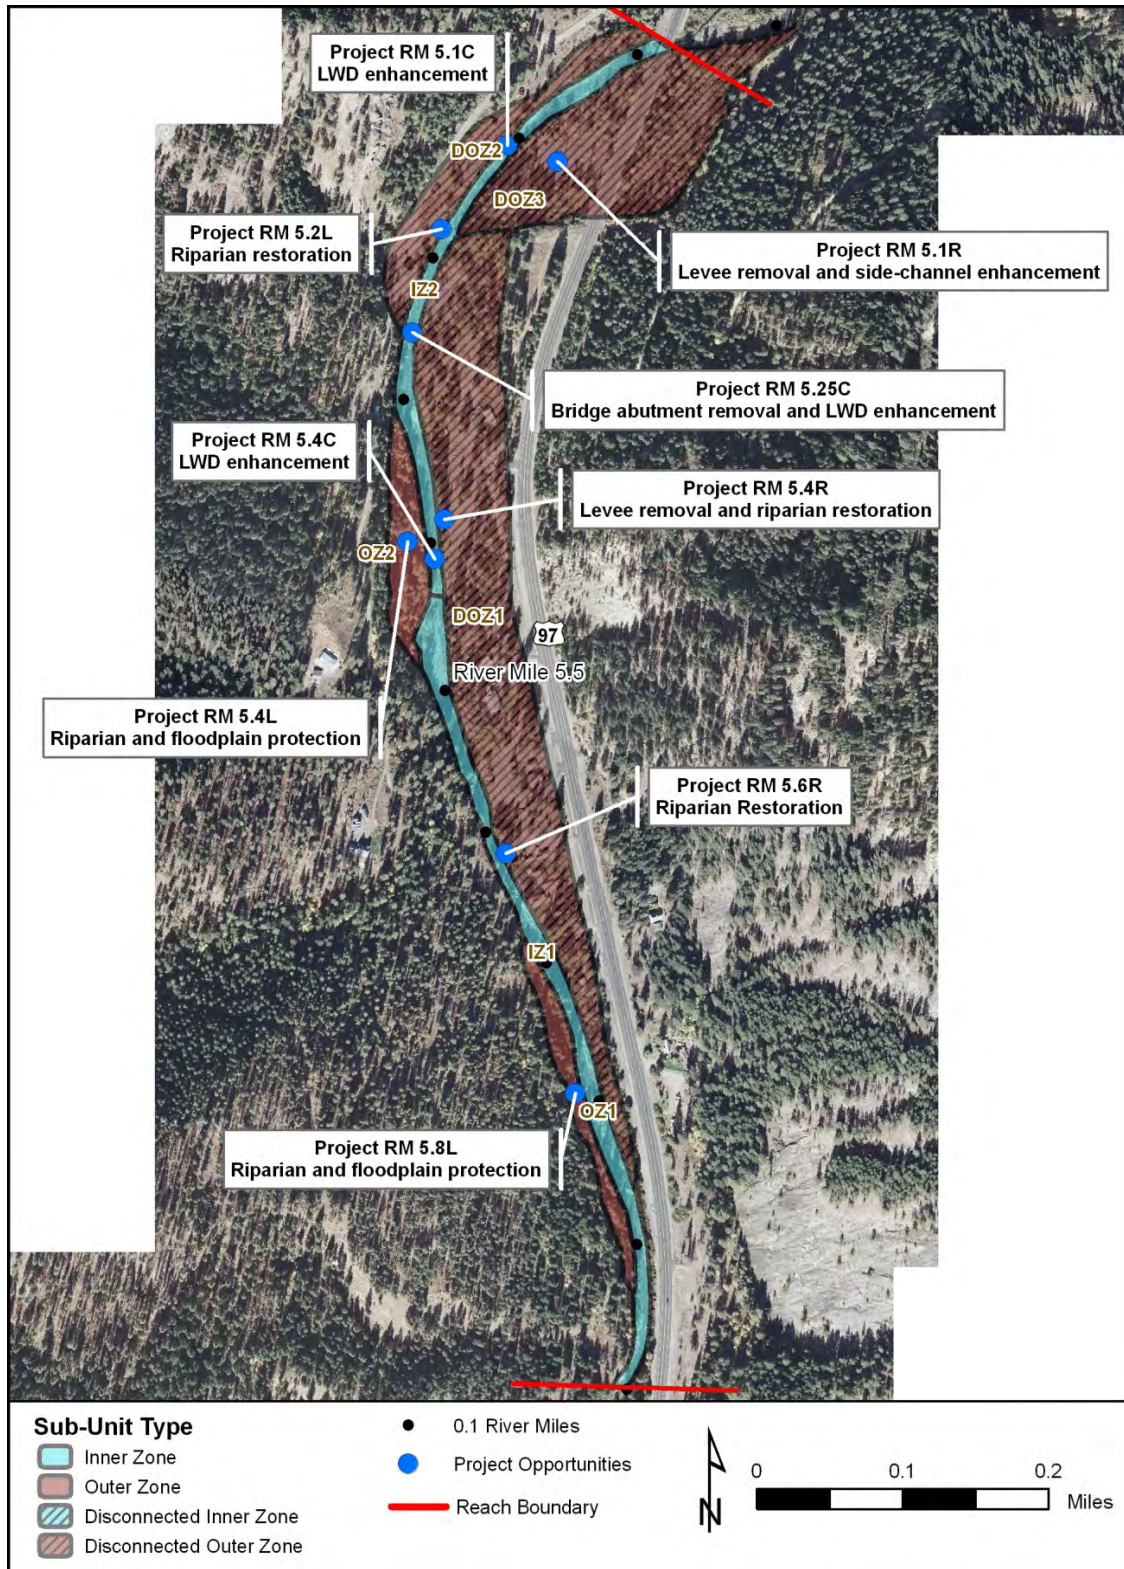 Project RM 5.1C
LWD enhancement
DOZ2
DOZ3
Project RM 5.2L
Riparian restoration
Project RM 5.1R
Levee removal and side-channel enhancement
IZ2
Project RM 5.25C
Bridge abutment removal and LWD enhancement
Project RM 5.4C
LWD enhancement
Project RM 5.4R
Levee removal and riparian restoration
OZ2
DOZ1
97
River Mile 5.5
Project RM 5.4L
Riparian and floodplain protection
Project RM 5.6R
Riparian Restoration
IZ1
OZ1
Project RM 5.8L
Riparian and floodplain protection
Sub-Unit Type
Inner Zone
Outer Zone
Disconnected Inner Zone
Disconnected Outer Zone
0.1 River Miles
Project Opportunities
Reach Boundary
N
0 0.1 0.2
Miles